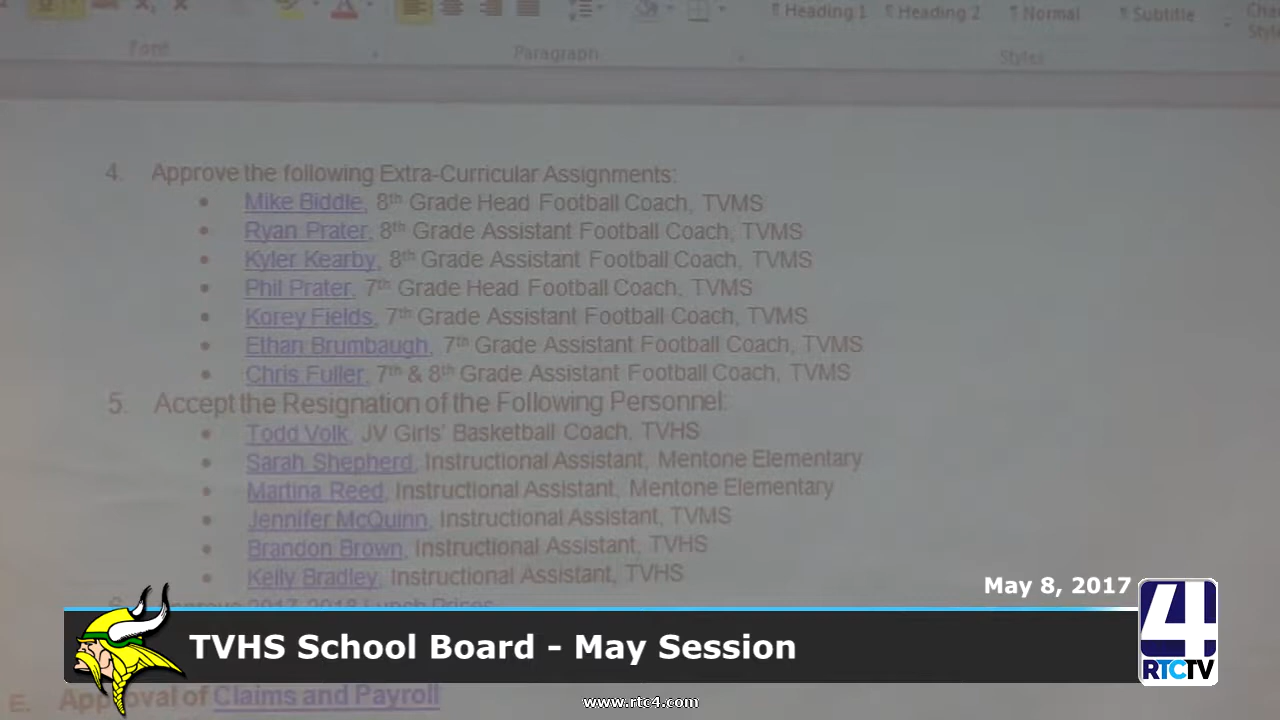 ¶ Heading 1 ¶ Heading 2 ¶ Normal ¶ Subtitle
Font Paragraph Styles
4. Approve the following Extra-Curricular Assignments:
• Mike Biddle, 8th Grade Head Football Coach, TVMS
• Ryan Prater, 8th Grade Assistant Football Coach, TVMS
• Kyler Kearby, 8th Grade Assistant Football Coach, TVMS
• Phil Prater, 7th Grade Head Football Coach, TVMS
• Korey Fields, 7th Grade Assistant Football Coach, TVMS
• Ethan Brumbaugh, 7th Grade Assistant Football Coach, TVMS
• Chris Fuller, 7th & 8th Grade Assistant Football Coach, TVMS
5. Accept the Resignation of the Following Personnel:
• Todd Volk, JV Girls' Basketball Coach, TVHS
• Sarah Shepherd, Instructional Assistant, Mentone Elementary
• Martina Reed, Instructional Assistant, Mentone Elementary
• Jennifer McQuinn, Instructional Assistant, TVMS
• Brandon Brown, Instructional Assistant, TVHS
• Kelly Bradley, Instructional Assistant, TVHS
May 8, 2017
2017-2018 Lunch Prices
TVHS School Board - May Session
4
RTCTV
E. Approval of Claims and Payroll
www.rtc4.com